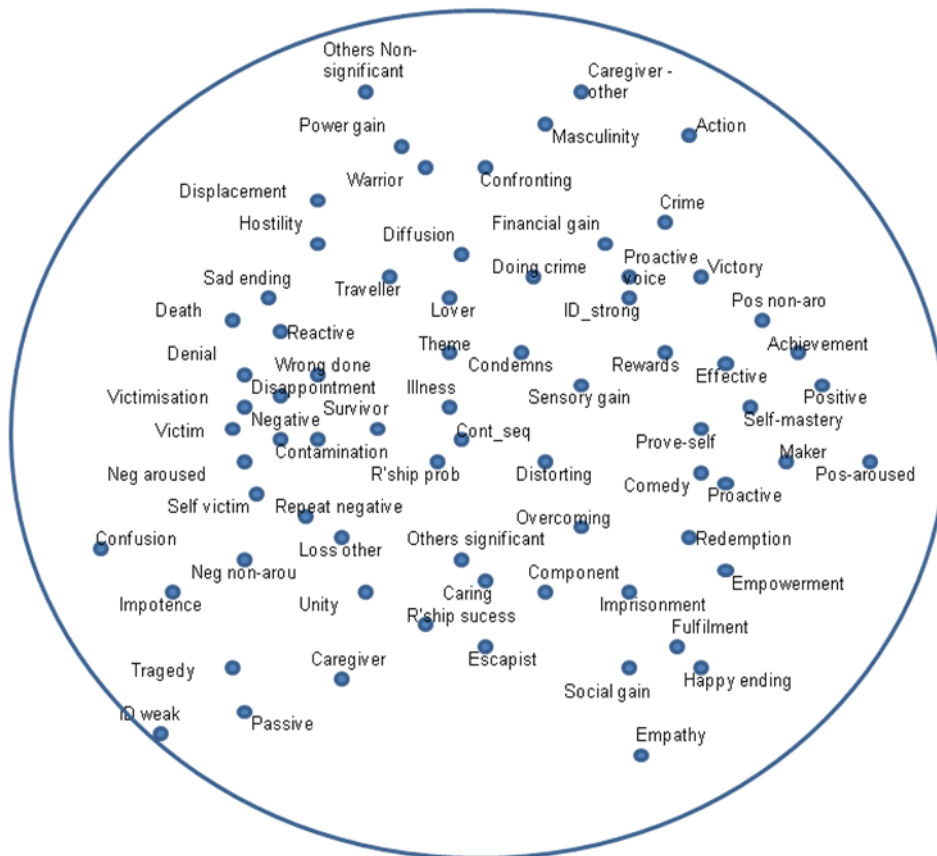 Others Non-
significant
Caregiver -
other
Power gain
Masculinity
Action
Warrior
Confronting
Displacement
Hostility
Crime
Financial gain
Diffusion
Doing crime
Proactive
voice
Victory
Sad ending
Traveller
Lover
ID_strong
Pos non-aro
Death
Reactive
Theme
Condemns
Rewards
Achievement
Denial
Wrong done
Effective
Disappointment
Illness
Sensory gain
Positive
Victimisation
Survivor
Self-mastery
Victim
Negative
Cont_seq
Prove-self
Contamination
Maker
Neg aroused
R'ship prob
Distorting
Comedy
Proactive
Pos-aroused
Self victim
Repeat negative
Overcoming
Confusion
Loss other
Others significant
Redemption
Neg non-arou
Component
Empowerment
Impotence
Unity
Caring
Imprisonment
R'ship sucess
Fulfilment
Tragedy
Caregiver
Escapist
Social gain
Happy ending
ID weak
Passive
Empathy